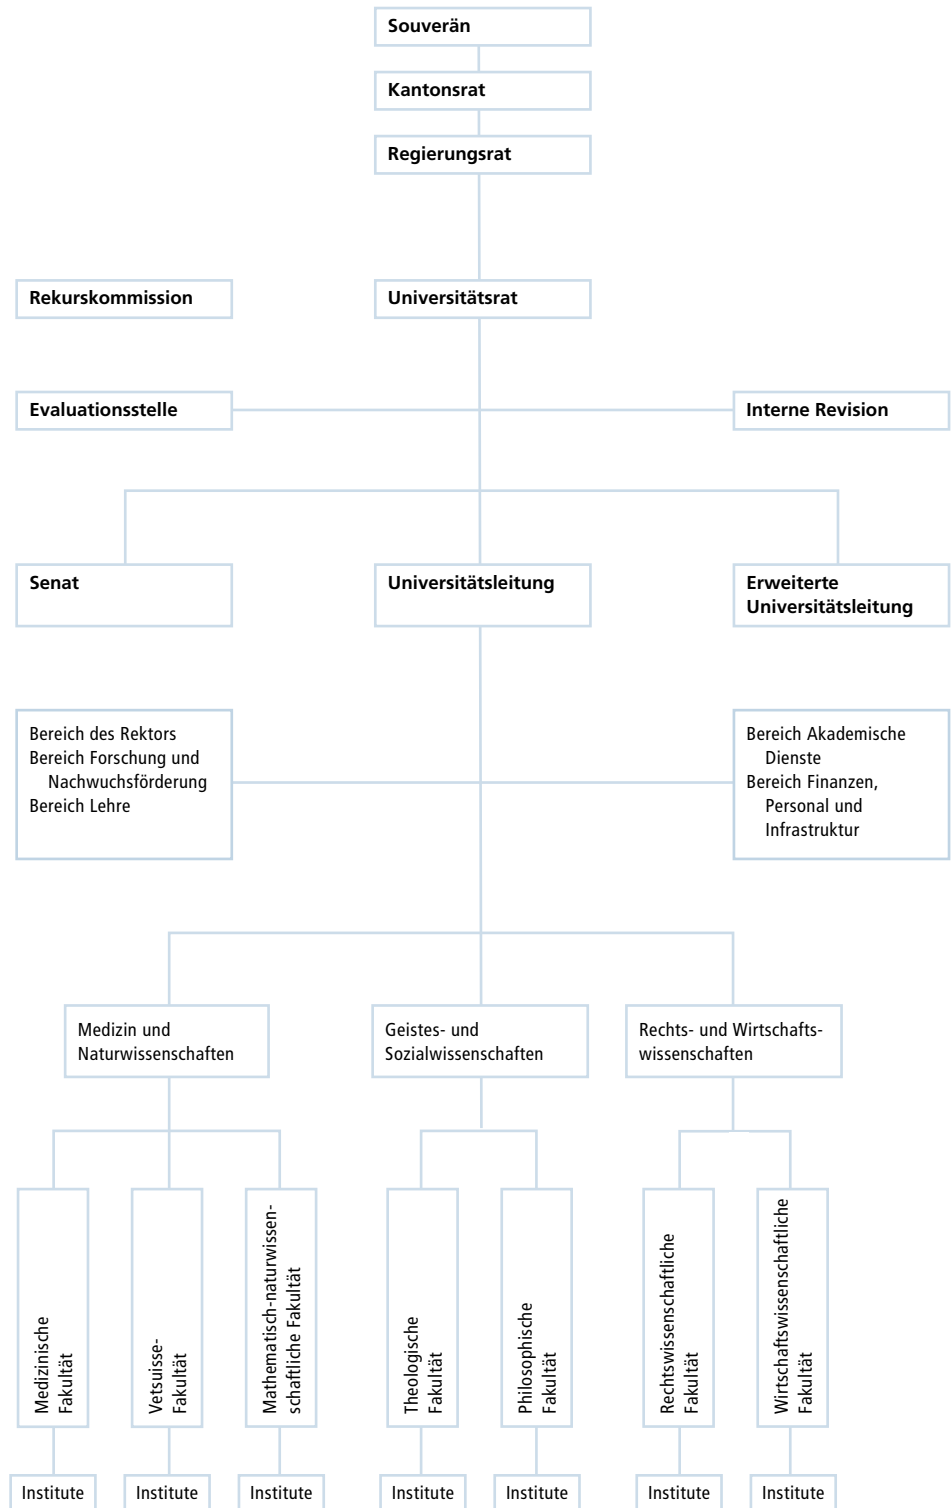 Souverän
Kantonsrat
Regierungsrat
Rekurskommission
Universitätsrat
Evaluationsstelle
Interne Revision
Senat
Universitätsleitung
Erweiterte
Universitätsleitung
Bereich des Rektors
Bereich Forschung und
Nachwuchsförderung
Bereich Lehre
Bereich Akademische
Dienste
Bereich Finanzen,
Personal und
Infrastruktur
Medizin und
Naturwissenschaften
Geistes- und
Sozialwissenschaften
Rechts- und Wirtschafts-
wissenschaften
Medizinische
Fakultät
Vetsuisse-
Fakultät
Mathematisch-naturwissen-
schaftliche Fakultät
Theologische
Fakultät
Philosophische
Fakultät
Rechtswissenschaftliche
Fakultät
Wirtschaftswissenschaftliche
Fakultät
Institute
Institute
Institute
Institute
Institute
Institute
Institute